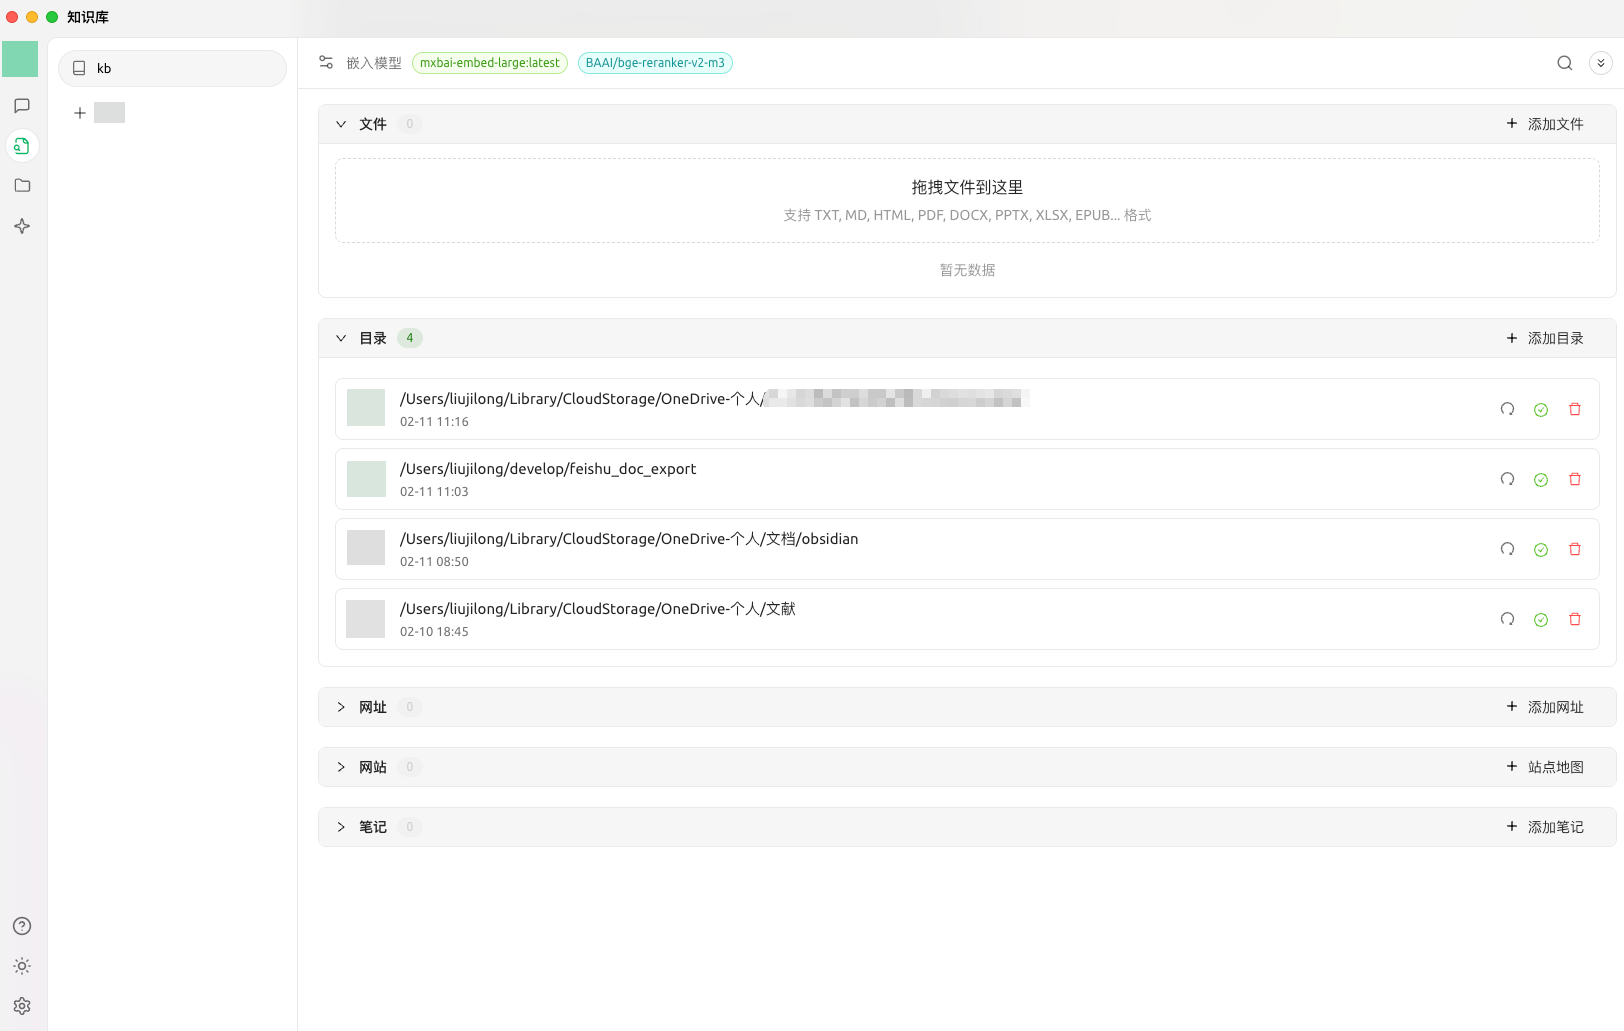 知识库
kb
嵌入模型 mxbai-embed-large:latest BAAI/bge-reranker-v2-m3
文件 0 添加文件
拖拽文件到这里
支持 TXT, MD, HTML, PDF, DOCX, PPTX, XLSX, EPUB... 格式
暂无数据
目录 4 添加目录
/Users/liujilong/Library/CloudStorage/OneDrive-个人/
02-11 11:16
/Users/liujilong/develop/feishu_doc_export
02-11 11:03
/Users/liujilong/Library/CloudStorage/OneDrive-个人/文档/obsidian
02-11 08:50
/Users/liujilong/Library/CloudStorage/OneDrive-个人/文献
02-10 18:45
网址 0 添加网址
网站 0 站点地图
笔记 0 添加笔记